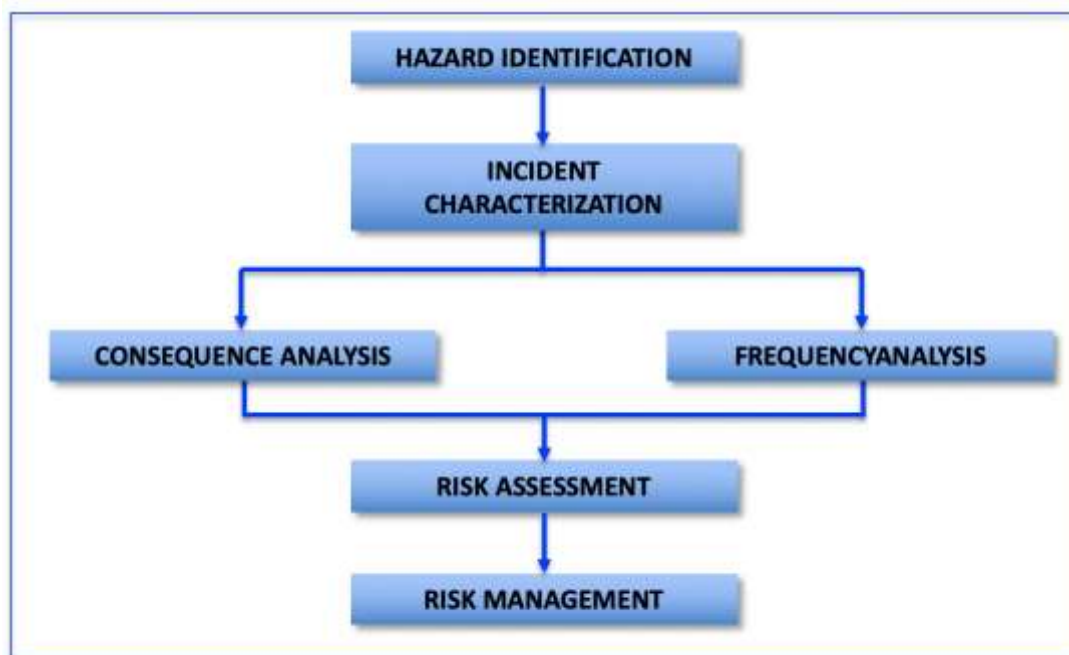 HAZARD IDENTIFICATION
INCIDENT
CHARACTERIZATION
CONSEQUENCE ANALYSIS
FREQUENCYANALYSIS
RISK ASSESSMENT
RISK MANAGEMENT